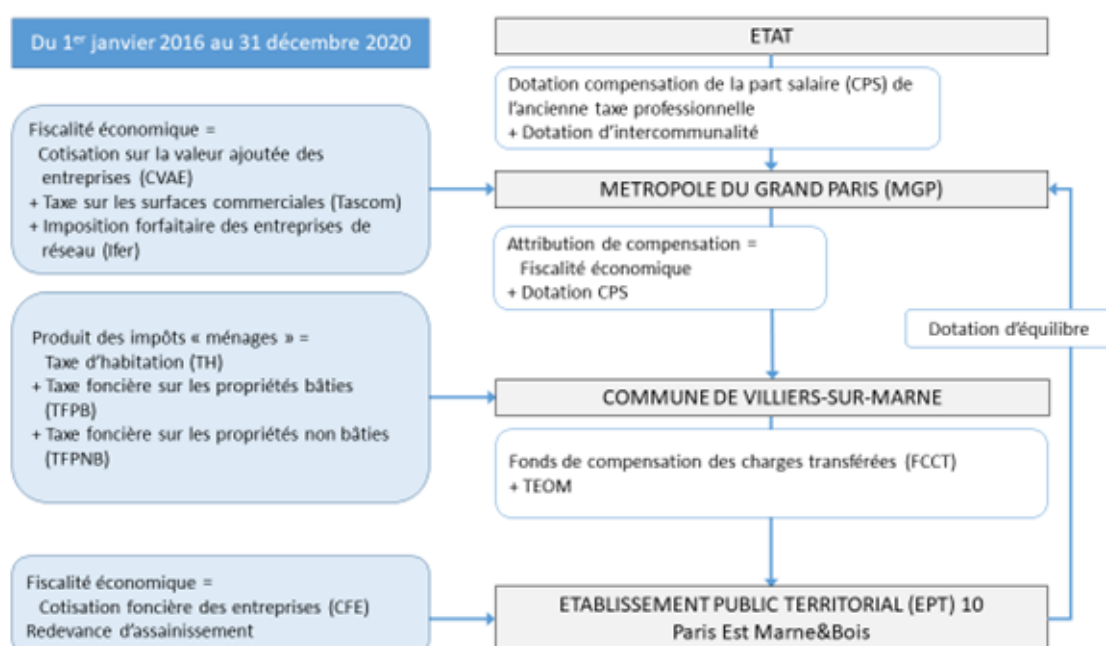 Du 1er janvier 2016 au 31 décembre 2020
ETAT
Dotation compensation de la part salaire (CPS) de
l'ancienne taxe professionnelle
+ Dotation d'intercommunalité
Fiscalité économique =
Cotisation sur la valeur ajoutée des
entreprises (CVAE)
+ Taxe sur les surfaces commerciales (Tascom)
+ Imposition forfaitaire des entreprises de
réseau (Ifer)
METROPOLE DU GRAND PARIS (MGP)
Attribution de compensation =
Fiscalité économique
+ Dotation CPS
Dotation d'équilibre
Produit des impôts « ménages » =
Taxe d'habitation (TH)
+ Taxe foncière sur les propriétés bâties
(TFPB)
+ Taxe foncière sur les propriétés non bâties
(TFPNB)
COMMUNE DE VILLIERS-SUR-MARNE
Fonds de compensation des charges transférées (FCCT)
+ TEOM
Fiscalité économique =
Cotisation foncière des entreprises (CFE)
Redevance d'assainissement
ETABLISSEMENT PUBLIC TERRITORIAL (EPT) 10
Paris Est Marne&Bois